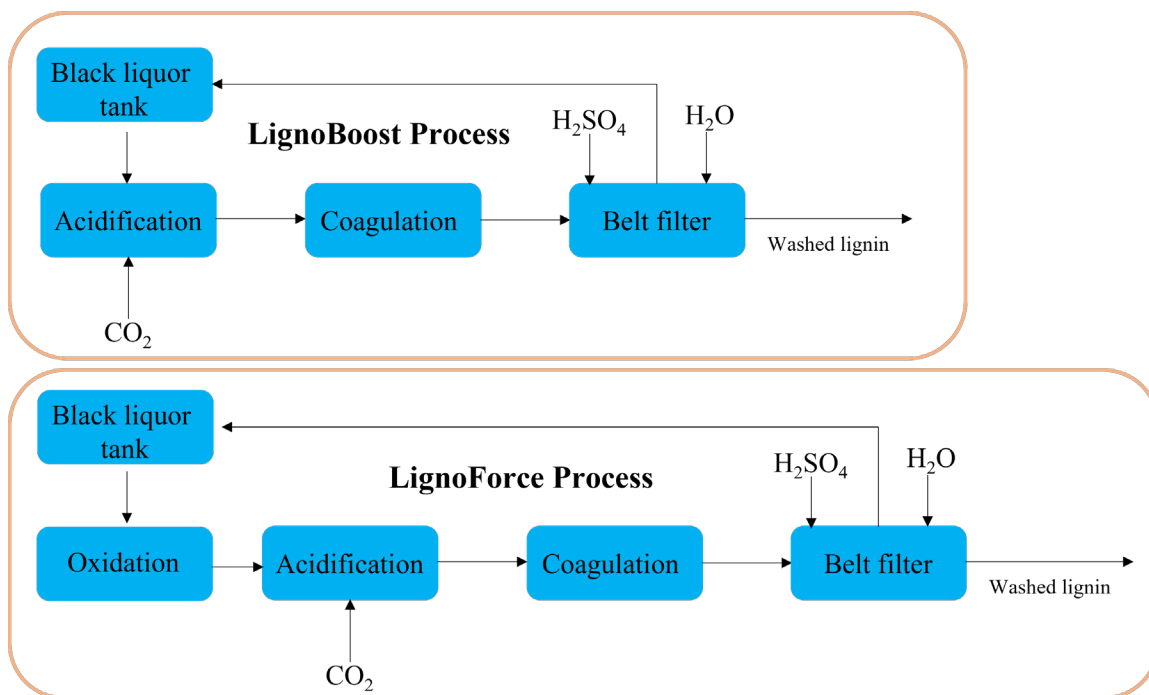 Black liquor
tank
LignoBoost Process
H₂SO₄
H₂O
Acidification
Coagulation
Belt filter
Washed lignin
CO₂
Black liquor
tank
LignoForce Process
H₂SO₄
H₂O
Oxidation
Acidification
Coagulation
Belt filter
Washed lignin
CO₂